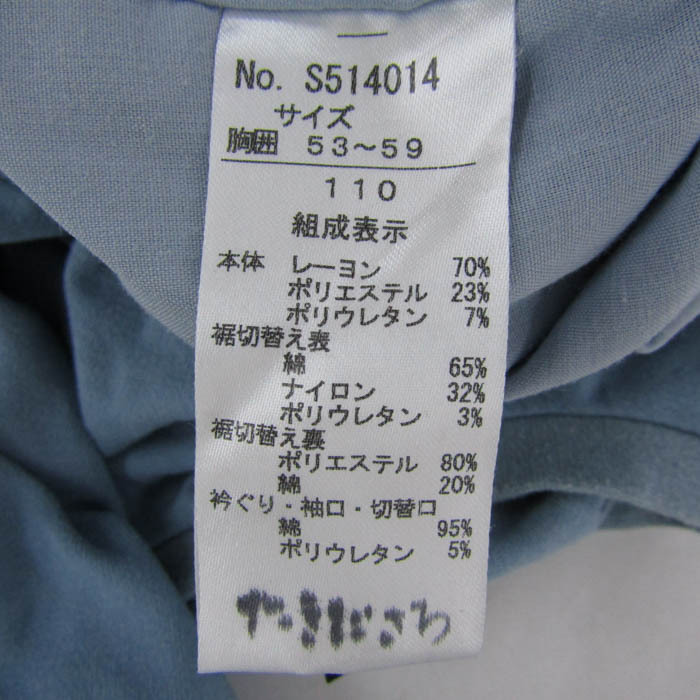 No. S514014
サイズ
胸囲 53～59
110
組成表示
本体 レーヨン 70%
ポリエステル 23%
ポリウレタン 7%
裾切替え表
綿 65%
ナイロン 32%
ポリウレタン 3%
裾切替え裏
ポリエステル 80%
綿 20%
衿ぐり・袖口・切替口
綿 95%
ポリウレタン 5%